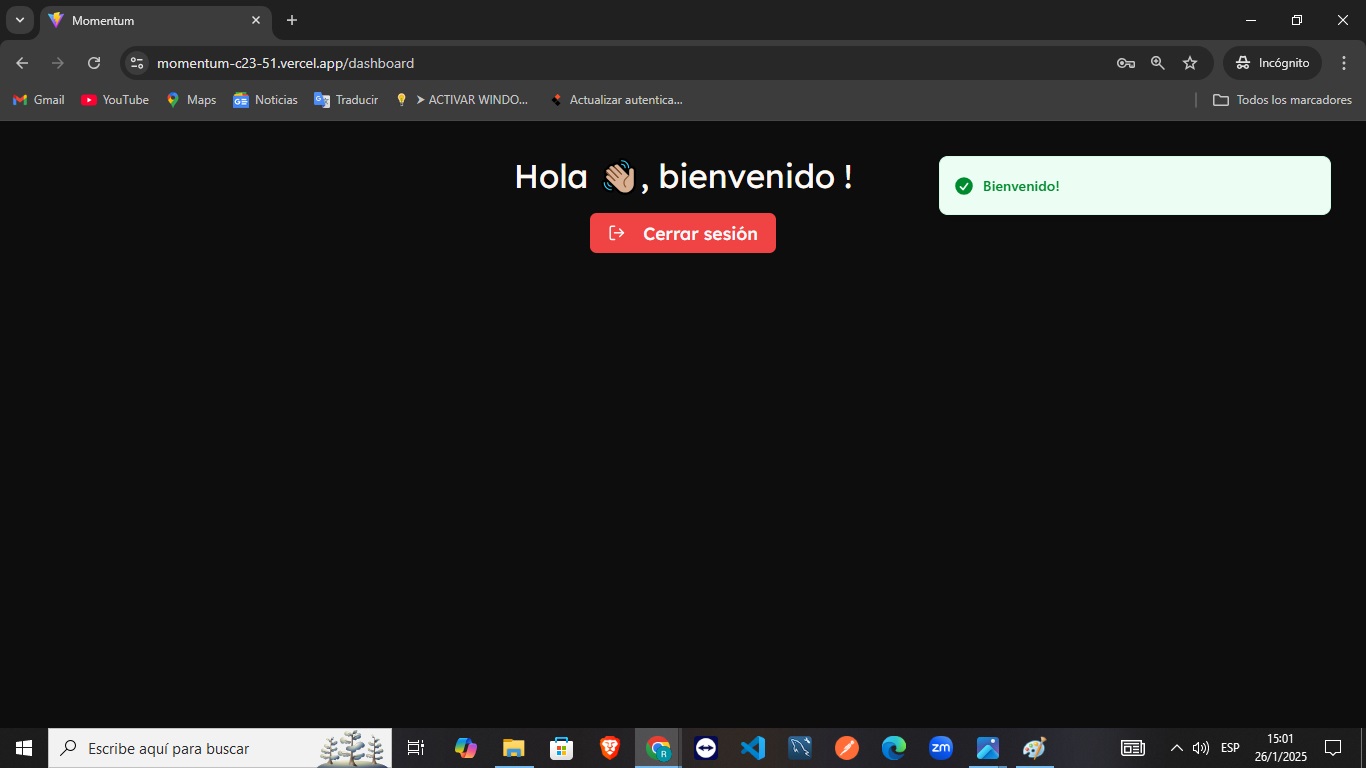 Momentum
momentum-c23-51.vercel.app/dashboard
Incógnito
Gmail
YouTube
Maps
Noticias
Traducir
➤ ACTIVAR WINDO...
Actualizar autentica...
Todos los marcadores
Hola 👋🏼, bienvenido !
Bienvenido!
Cerrar sesión
Escribe aquí para buscar
R
zm
ESP
15:01
26/1/2025